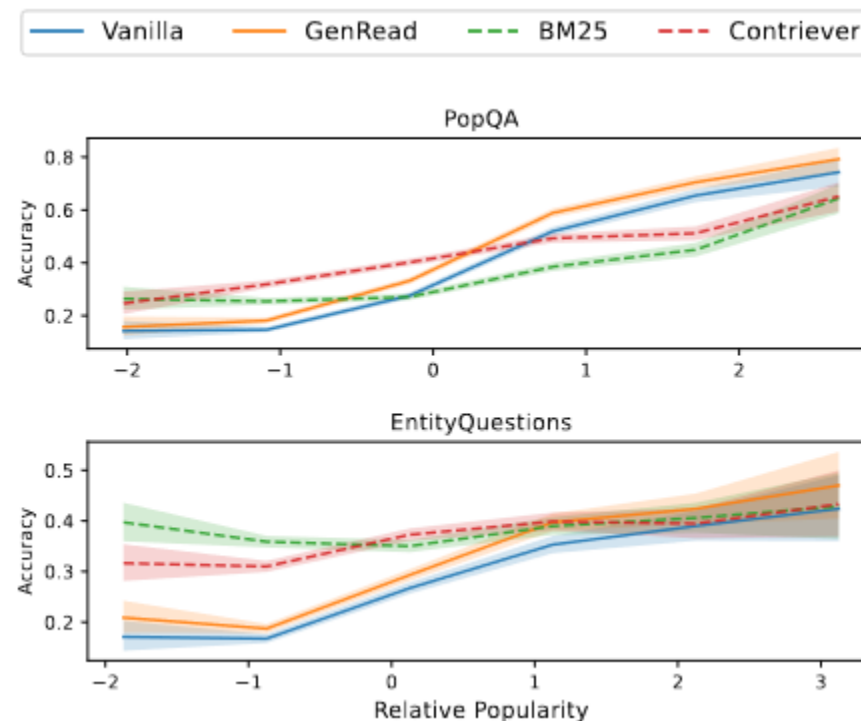 Vanilla GenRead BM25 Contriever
PopQA
0.8
0.6
0.4
0.2
Accuracy
−2 −1 0 1 2
EntityQuestions
0.5
0.4
0.3
0.2
Accuracy
−2 −1 0 1 2 3
Relative Popularity